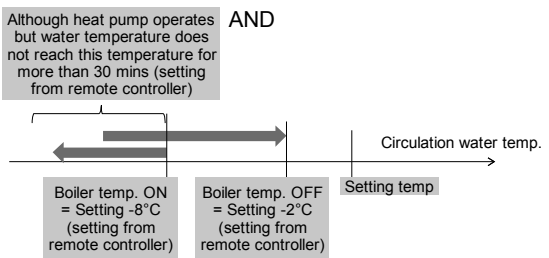 Although heat pump operates
but water temperature does
not reach this temperature for
more than 30 mins (setting
from remote controller)
AND
Circulation water temp.
Boiler temp. ON
= Setting -8°C
(setting from
remote controller)
Boiler temp. OFF
= Setting -2°C
(setting from
remote controller)
Setting temp